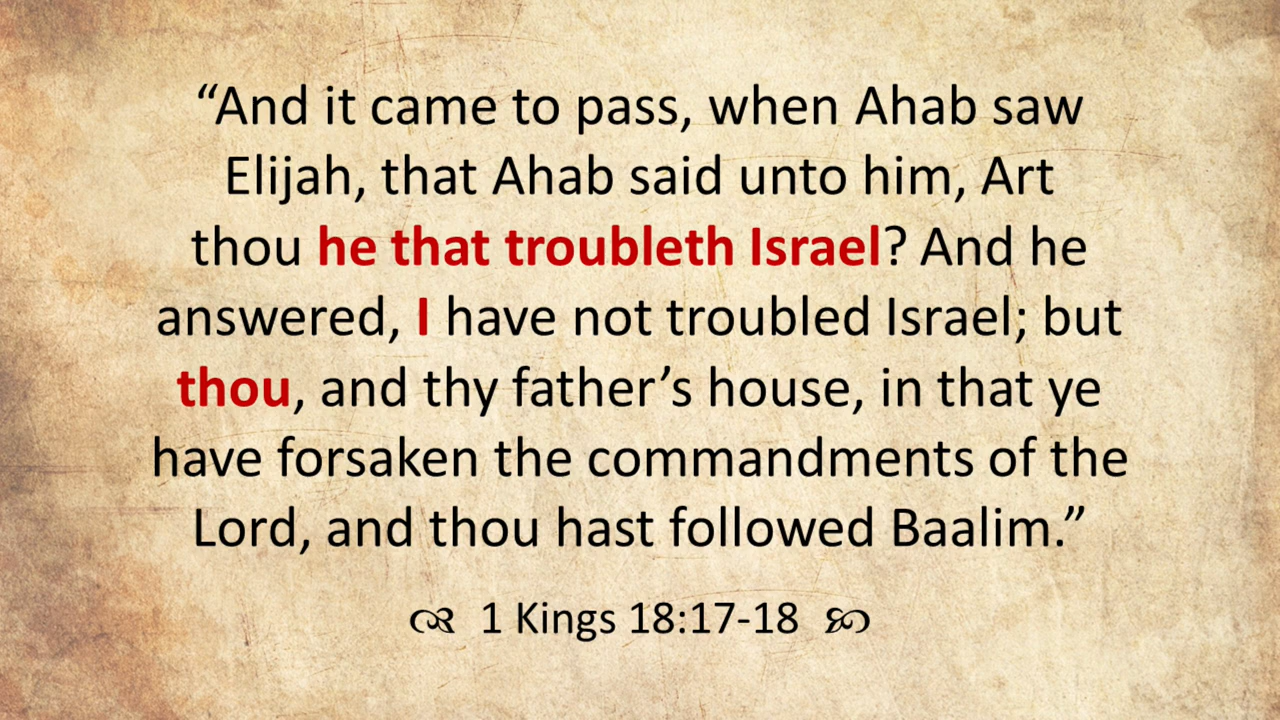 “And it came to pass, when Ahab saw
Elijah, that Ahab said unto him, Art
thou he that troubleth Israel? And he
answered, I have not troubled Israel; but
thou, and thy father’s house, in that ye
have forsaken the commandments of the
Lord, and thou hast followed Baalim.”
1 Kings 18:17-18